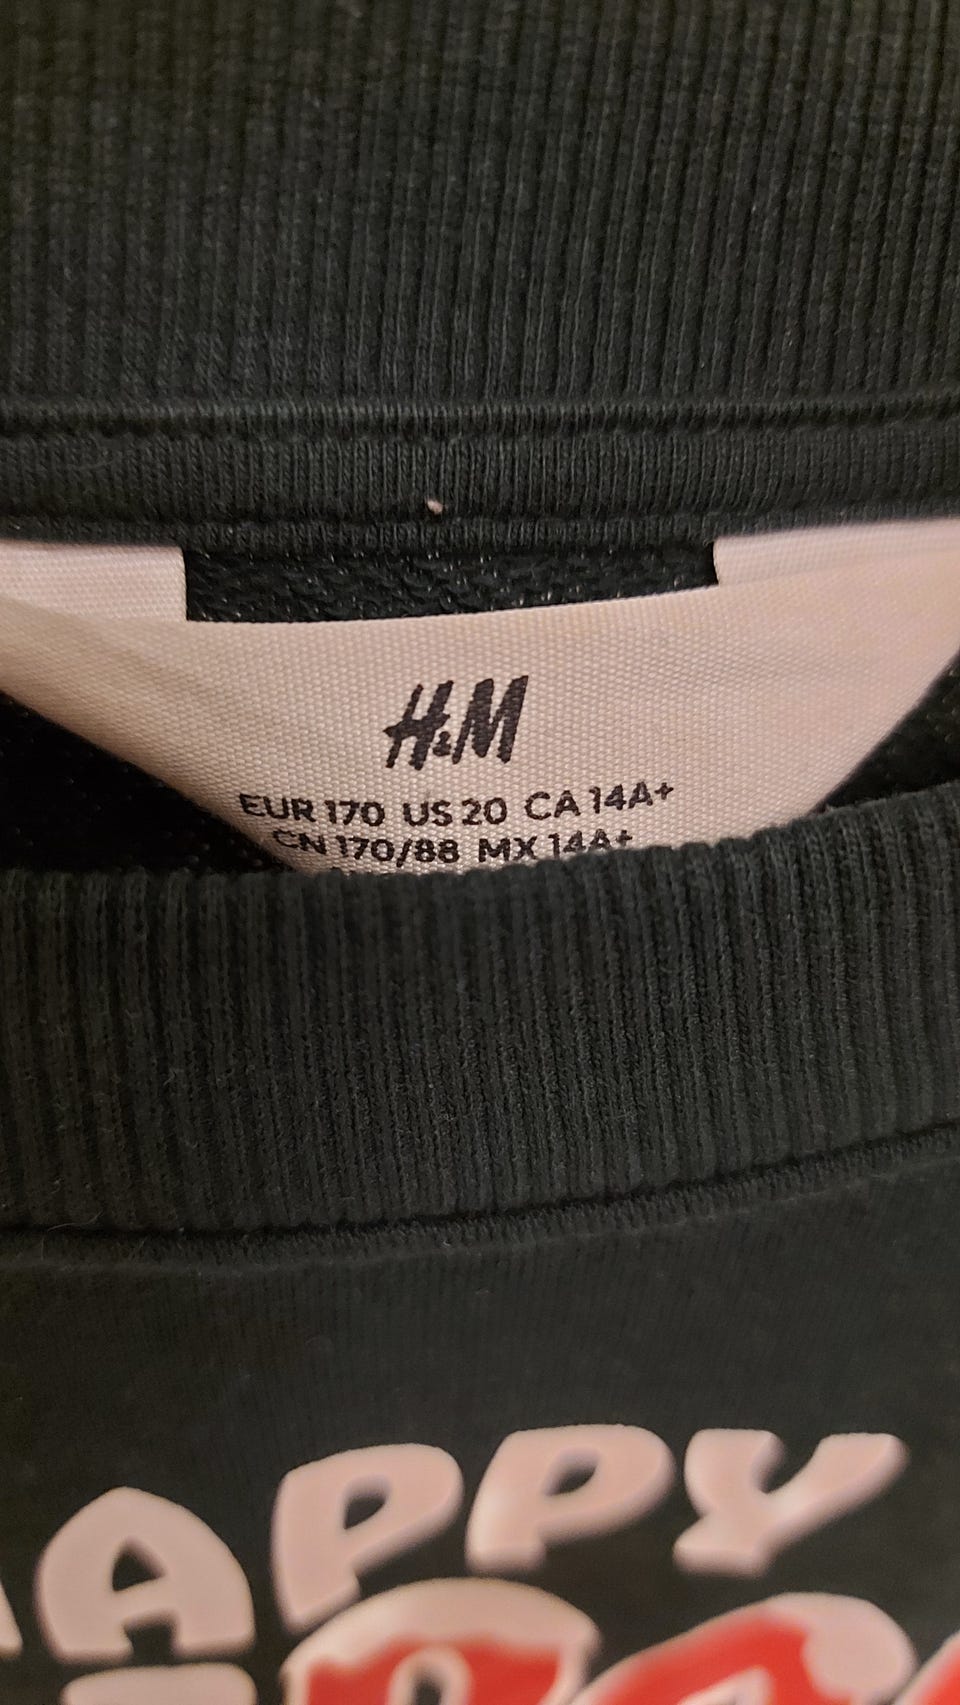 H&M
EUR 170 US 20 CA 14A+
CN 170/88 MX 14A+
APPY